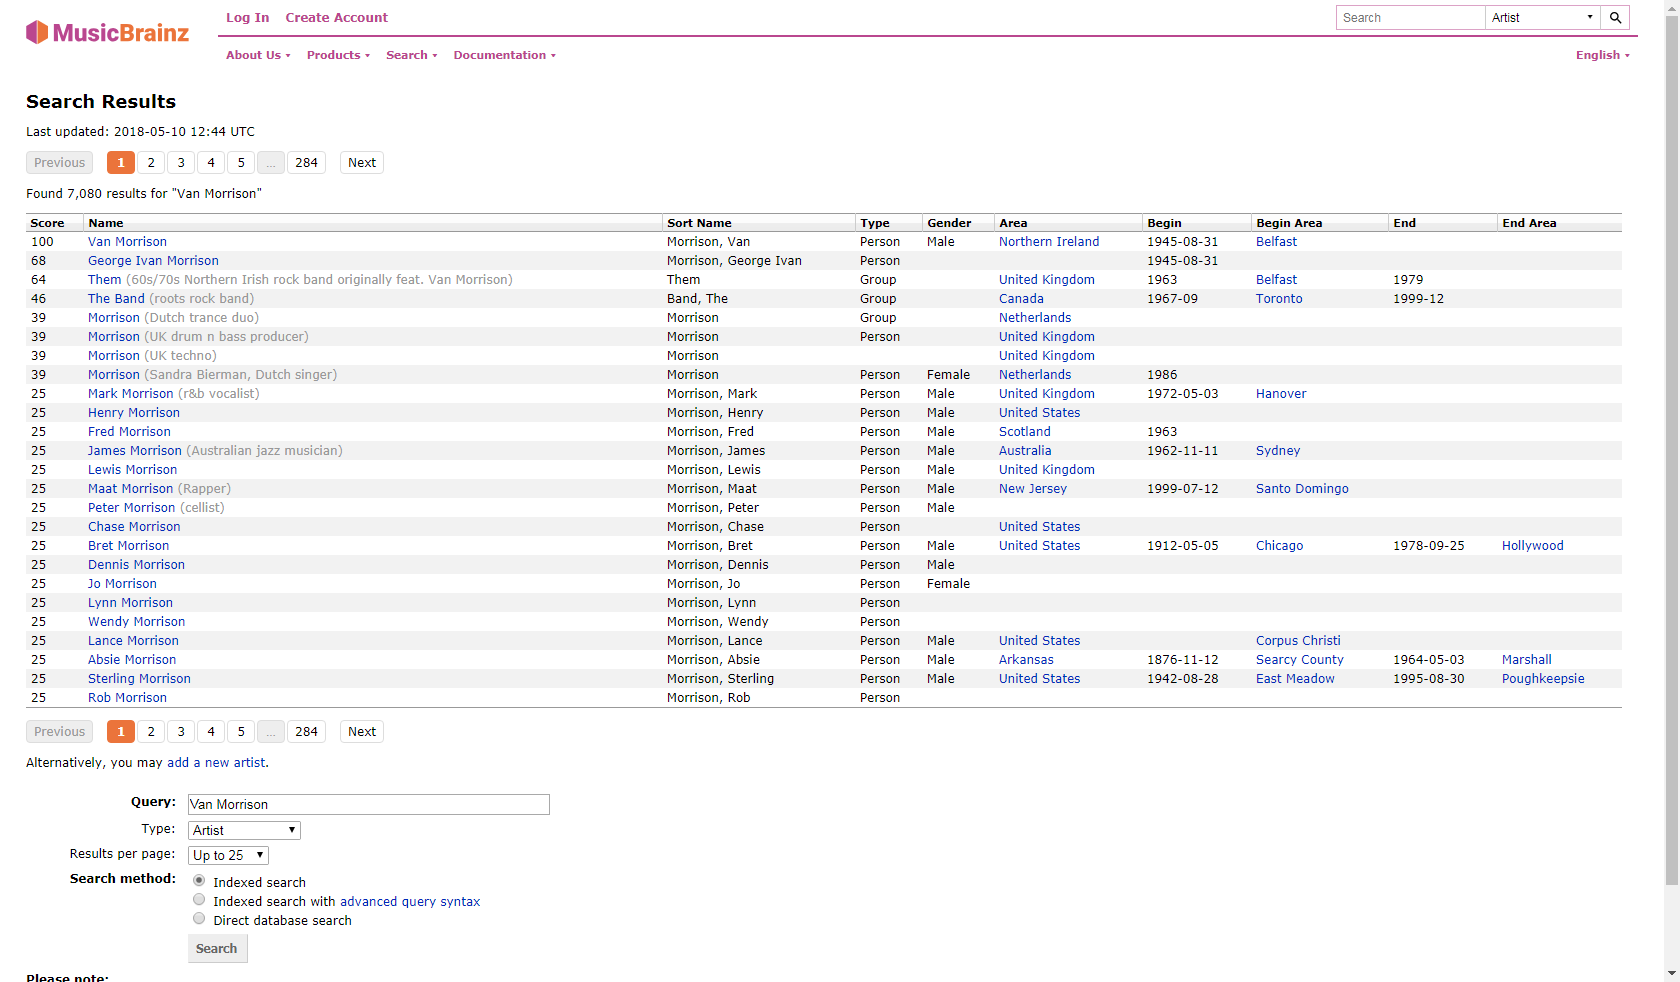 MusicBrainz
Log In Create Account
Search Artist
About Us Products Search Documentation English
Search Results
Last updated: 2018-05-10 12:44 UTC
Previous 1 2 3 4 5 ... 284 Next
Found 7,080 results for "Van Morrison"
Score Name Sort Name Type Gender Area Begin Begin Area End End Area
100 Van Morrison Morrison, Van Person Male Northern Ireland 1945-08-31 Belfast
68 George Ivan Morrison Morrison, George Ivan Person 1945-08-31
64 Them (60s/70s Northern Irish rock band originally feat. Van Morrison) Them Group United Kingdom 1963 Belfast 1979
46 The Band (roots rock band) Band, The Group Canada 1967-09 Toronto 1999-12
39 Morrison (Dutch trance duo) Morrison Group Netherlands
39 Morrison (UK drum n bass producer) Morrison Person United Kingdom
39 Morrison (UK techno) Morrison United Kingdom
39 Morrison (Sandra Bierman, Dutch singer) Morrison Person Female Netherlands 1986
25 Mark Morrison (r&b vocalist) Morrison, Mark Person Male United Kingdom 1972-05-03 Hanover
25 Henry Morrison Morrison, Henry Person Male United States
25 Fred Morrison Morrison, Fred Person Male Scotland 1963
25 James Morrison (Australian jazz musician) Morrison, James Person Male Australia 1962-11-11 Sydney
25 Lewis Morrison Morrison, Lewis Person Male United Kingdom
25 Maat Morrison (Rapper) Morrison, Maat Person Male New Jersey 1999-07-12 Santo Domingo
25 Peter Morrison (cellist) Morrison, Peter Person Male
25 Chase Morrison Morrison, Chase Person United States
25 Bret Morrison Morrison, Bret Person Male United States 1912-05-05 Chicago 1978-09-25 Hollywood
25 Dennis Morrison Morrison, Dennis Person Male
25 Jo Morrison Morrison, Jo Person Female
25 Lynn Morrison Morrison, Lynn Person
25 Wendy Morrison Morrison, Wendy Person
25 Lance Morrison Morrison, Lance Person Male United States Corpus Christi
25 Absie Morrison Morrison, Absie Person Male Arkansas 1876-11-12 Searcy County 1964-05-03 Marshall
25 Sterling Morrison Morrison, Sterling Person Male United States 1942-08-28 East Meadow 1995-08-30 Poughkeepsie
25 Rob Morrison Morrison, Rob Person
Previous 1 2 3 4 5 ... 284 Next
Alternatively, you may add a new artist.
Query: Van Morrison
Type: Artist
Results per page: Up to 25
Search method: Indexed search
Indexed search with advanced query syntax
Direct database search
Search
Please note: